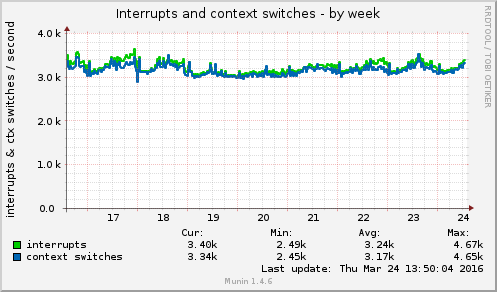 Interrupts and context switches - by week
RRDTOOL / TOBI OETIKER
interrupts & ctx switches / second
4.0 k
3.0 k
2.0 k
1.0 k
0.0
17 18 19 20 21 22 23 24
Cur: Min: Avg: Max:
interrupts 3.40k 2.49k 3.24k 4.67k
context switches 3.34k 2.45k 3.17k 4.65k
Last update: Thu Mar 24 13:50:04 2016
Munin 1.4.6